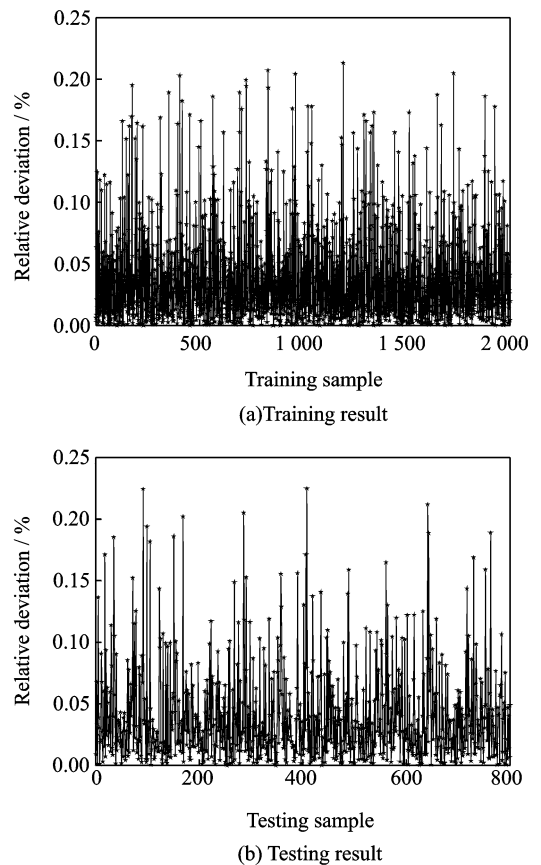 0.25
0.20
0.15
0.10
0.05
0.00
Relative deviation / %
0 500 1 000 1 500 2 000
Training sample
(a)Training result
0.25
0.20
0.15
0.10
0.05
0.00
Relative deviation / %
0 200 400 600 800
Testing sample
(b) Testing result